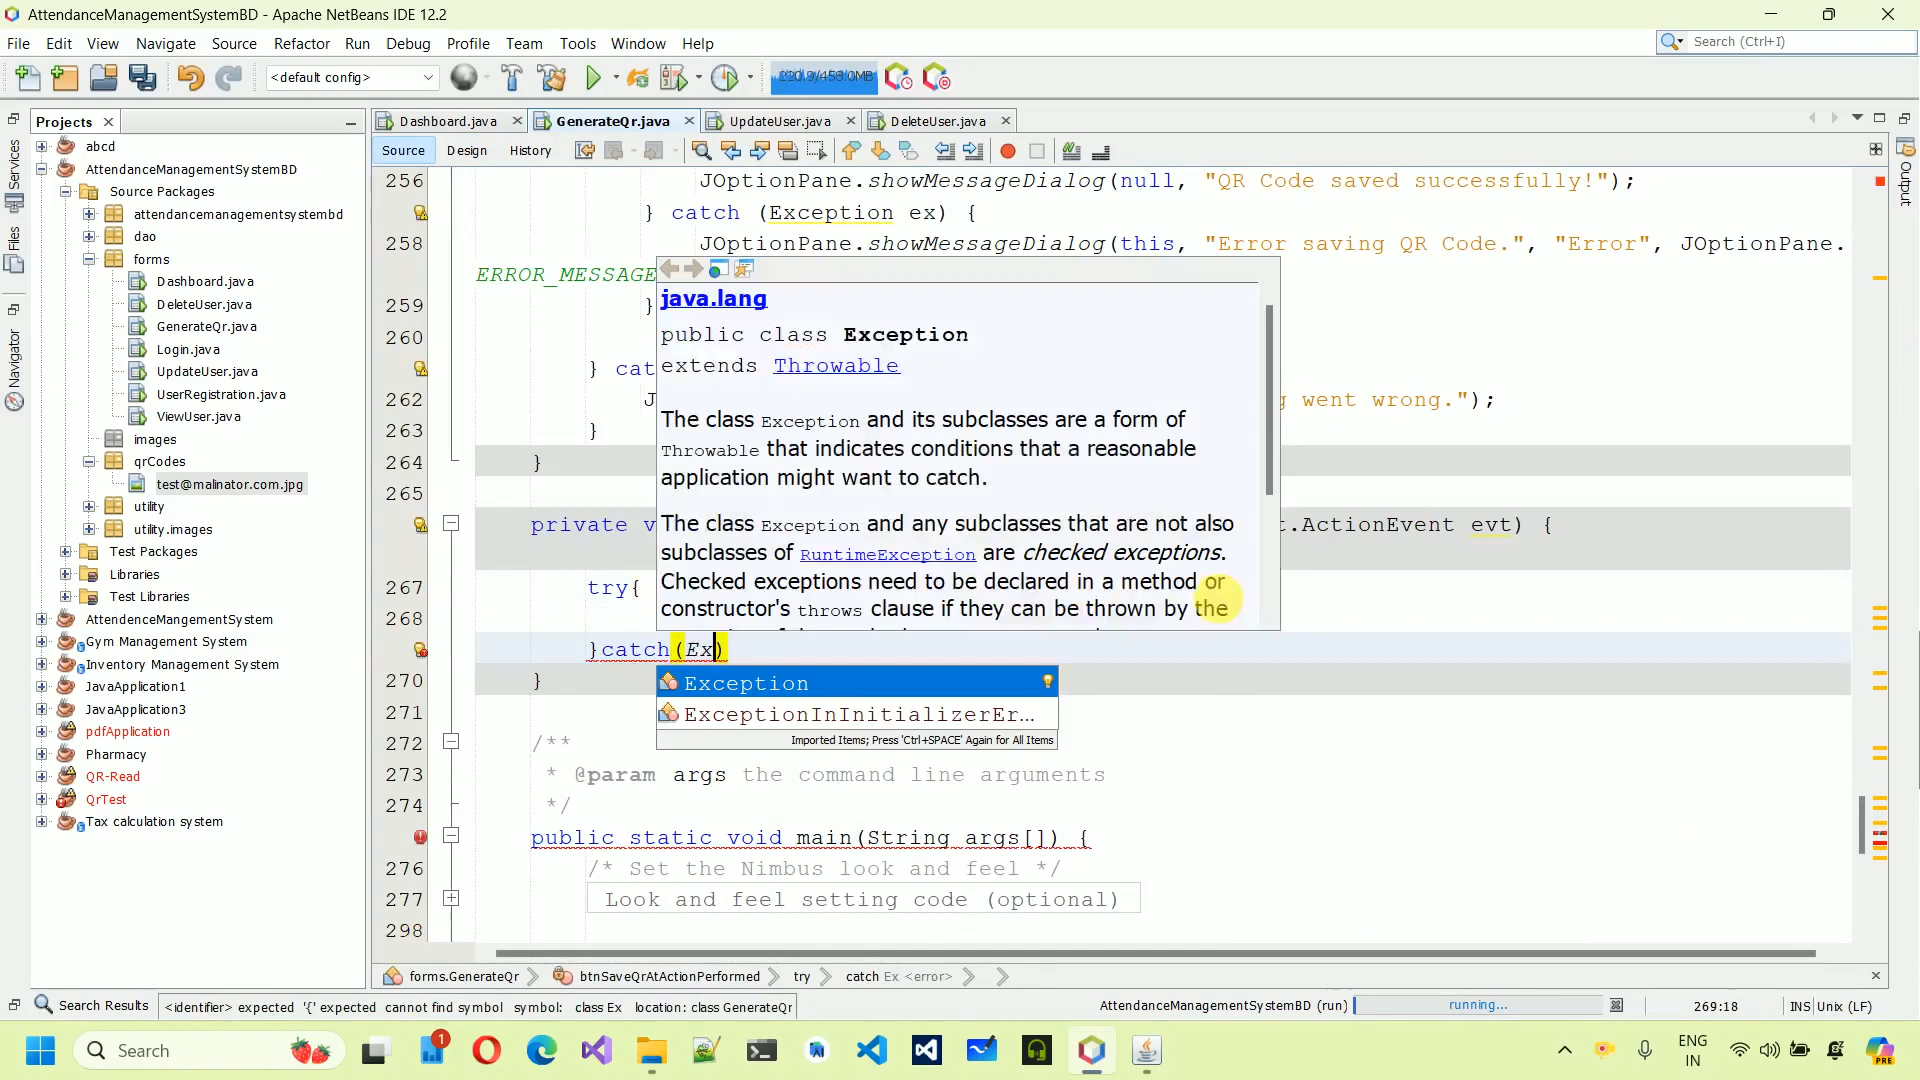 AttendanceManagementSystemBD - Apache NetBeans IDE 12.2
File Edit View Navigate Source Refactor Run Debug Profile Team Tools Window Help
Search (Ctrl+I)
<default config>
220.9/458.0MB
Projects
Dashboard.java GenerateQr.java UpdateUser.java DeleteUser.java
Source Design History
Services
Files
Navigator
Output
abcd
AttendanceManagementSystemBD
Source Packages
attendancemanagementsystembd
dao
forms
Dashboard.java
DeleteUser.java
GenerateQr.java
Login.java
UpdateUser.java
UserRegistration.java
ViewUser.java
images
qrCodes
test@malinator.com.jpg
utility
utility.images
Test Packages
Libraries
Test Libraries
AttendenceMangementSystem
Gym Management System
Inventory Management System
JavaApplication1
JavaApplication3
pdfApplication
Pharmacy
QR-Read
QrTest
Tax calculation system
256 JOptionPane.showMessageDialog(null, "QR Code saved successfully!");
} catch (Exception ex) {
258 JOptionPane.showMessageDialog(this, "Error saving QR Code.", "Error", JOptionPane.
ERROR_MESSAGE
259 }
260
} cat
262 J g went wrong.");
263 }
264 }
265
private v t.ActionEvent evt) {
267 try{
268
}catch(Ex)
270 }
271
272 /**
273 * @param args the command line arguments
274 */
public static void main(String args[]) {
276 /* Set the Nimbus look and feel */
277 Look and feel setting code (optional)
298
java.lang
public class Exception
extends Throwable
The class Exception and its subclasses are a form of
Throwable that indicates conditions that a reasonable
application might want to catch.
The class Exception and any subclasses that are not also
subclasses of RuntimeException are checked exceptions.
Checked exceptions need to be declared in a method or
constructor's throws clause if they can be thrown by the
Exception
ExceptionInInitializerEr...
Imported Items; Press 'Ctrl+SPACE' Again for All Items
forms.GenerateQr btnSaveQrAtActionPerformed try catch Ex <error>
Search Results <identifier> expected '{' expected cannot find symbol symbol: class Ex location: class GenerateQr
AttendanceManagementSystemBD (run) running... 269:18 INS Unix (LF)
Search
1
ENG
IN
PRE